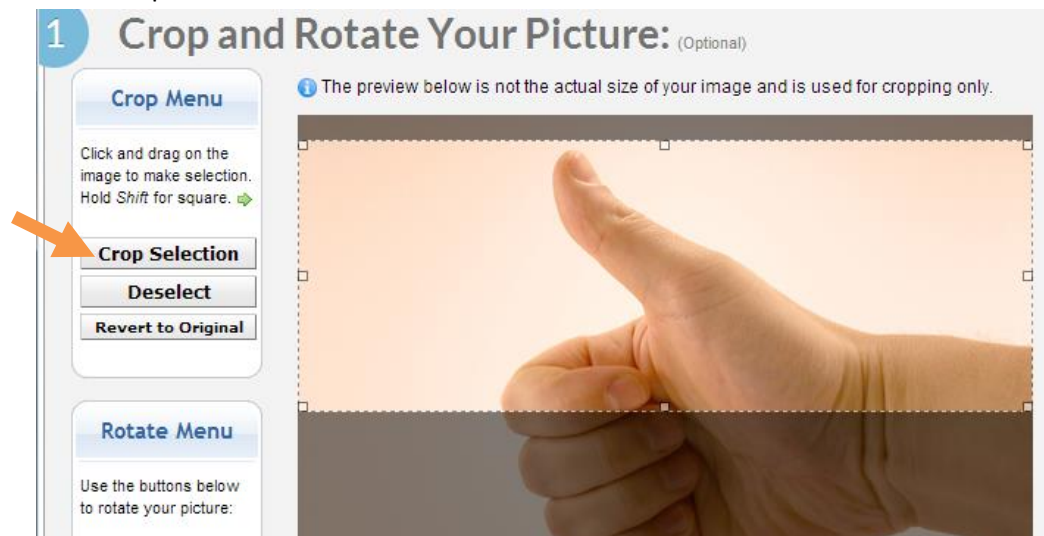 1 Crop and Rotate Your Picture: (Optional)
Crop Menu
The preview below is not the actual size of your image and is used for cropping only.
Click and drag on the
image to make selection.
Hold Shift for square.
Crop Selection
Deselect
Revert to Original
Rotate Menu
Use the buttons below
to rotate your picture: